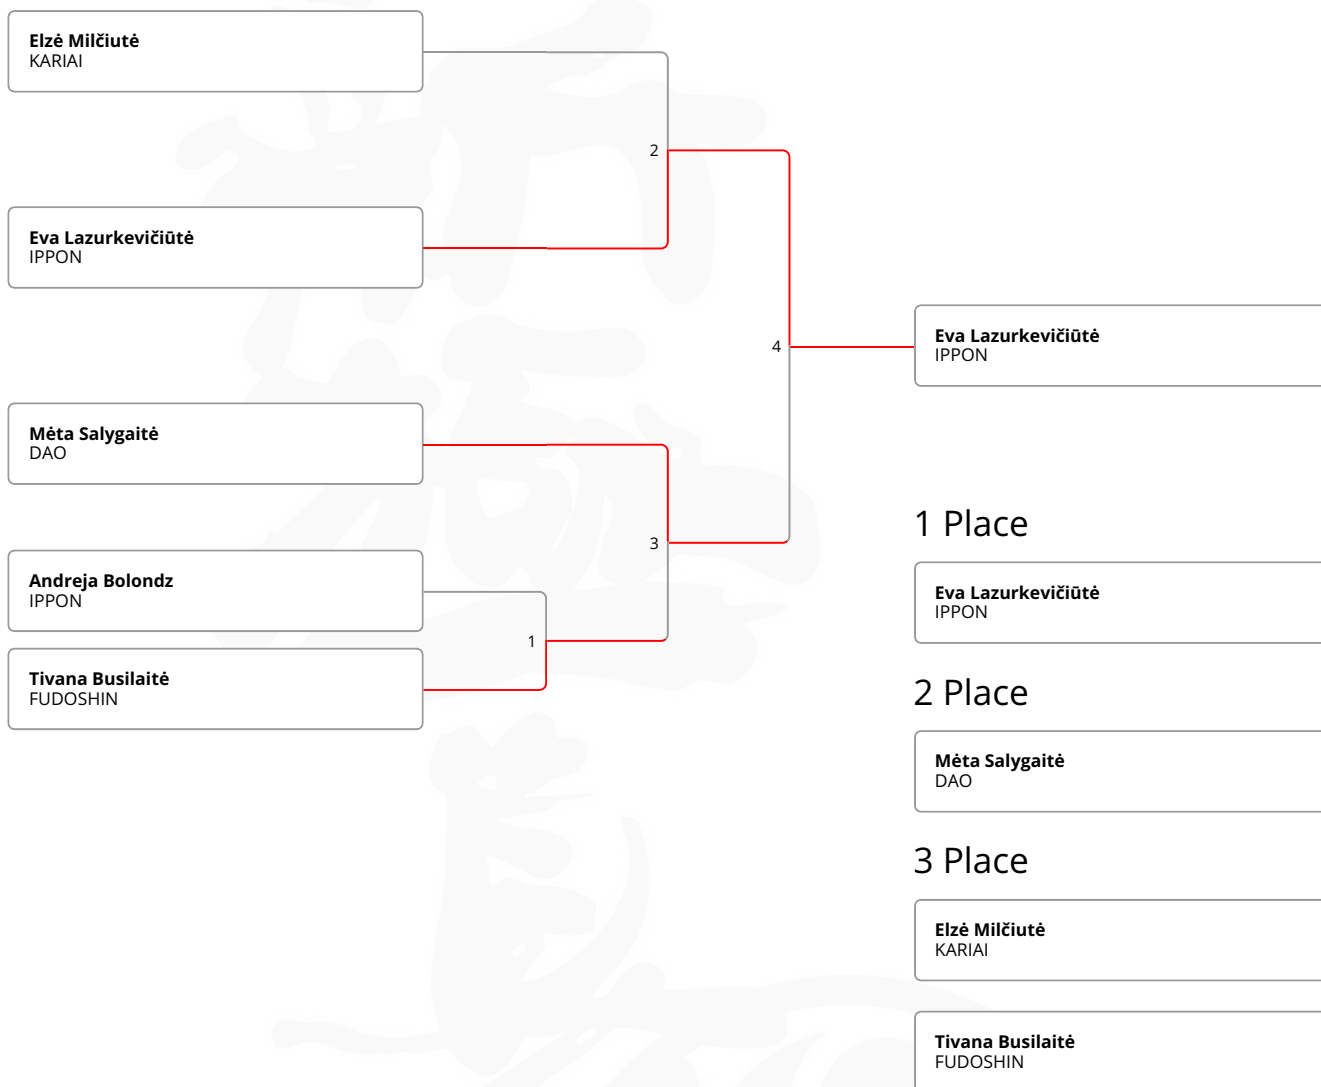 Elzė Milčiutė
KARIAI
2
Eva Lazurkevičiūtė
IPPON
4
Eva Lazurkevičiūtė
IPPON
Mėta Salygaitė
DAO
3
Andreja Bolondz
IPPON
1
Tivana Busilaitė
FUDOSHIN
1 Place
Eva Lazurkevičiūtė
IPPON
2 Place
Mėta Salygaitė
DAO
3 Place
Elzė Milčiutė
KARIAI
Tivana Busilaitė
FUDOSHIN